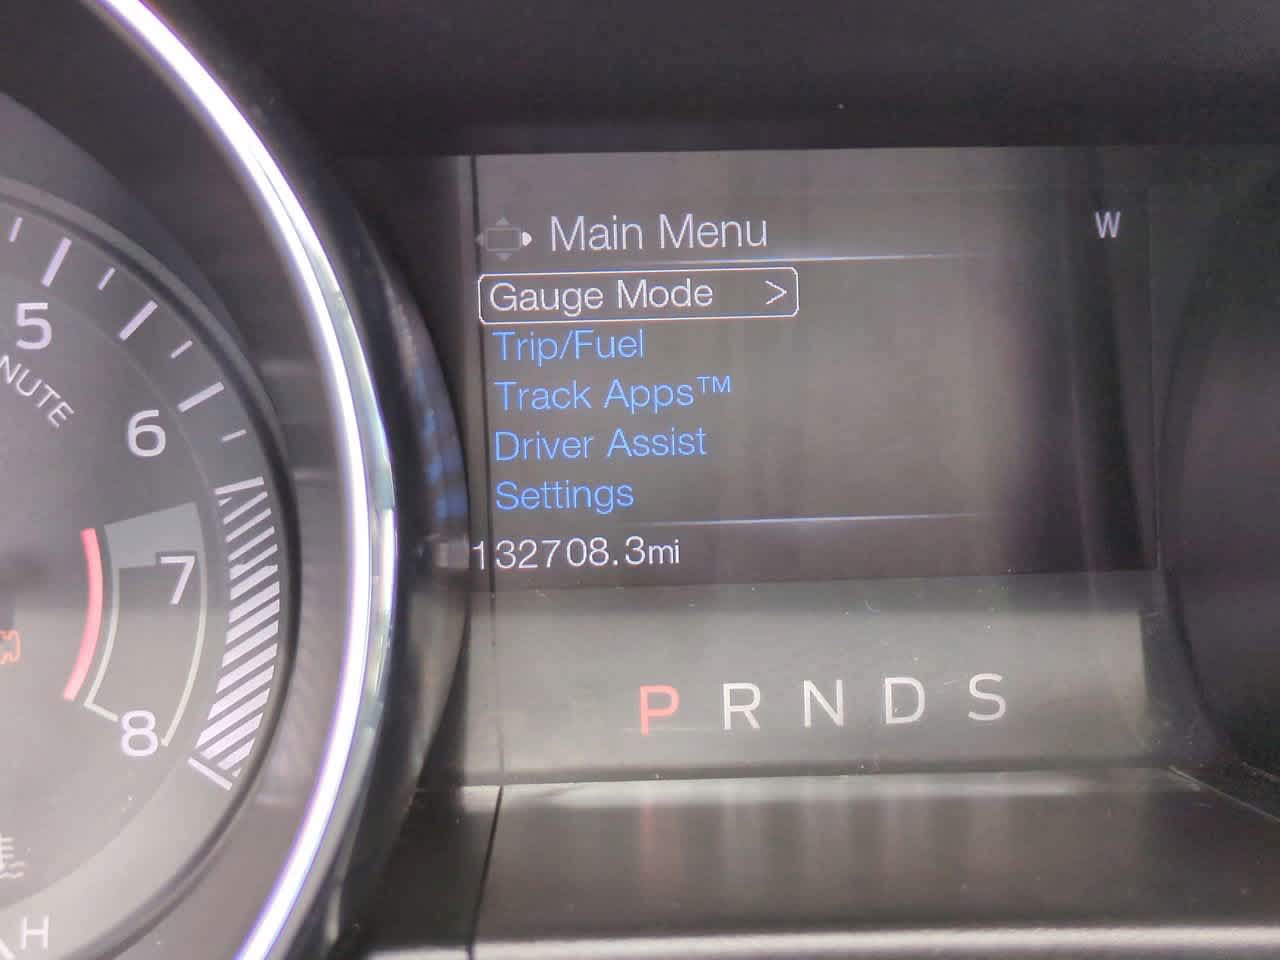 Main Menu
W
Gauge Mode >
Trip/Fuel
Track Apps™
Driver Assist
Settings
132708.3mi
P R N D S
5
NUTE
6
7
8
H